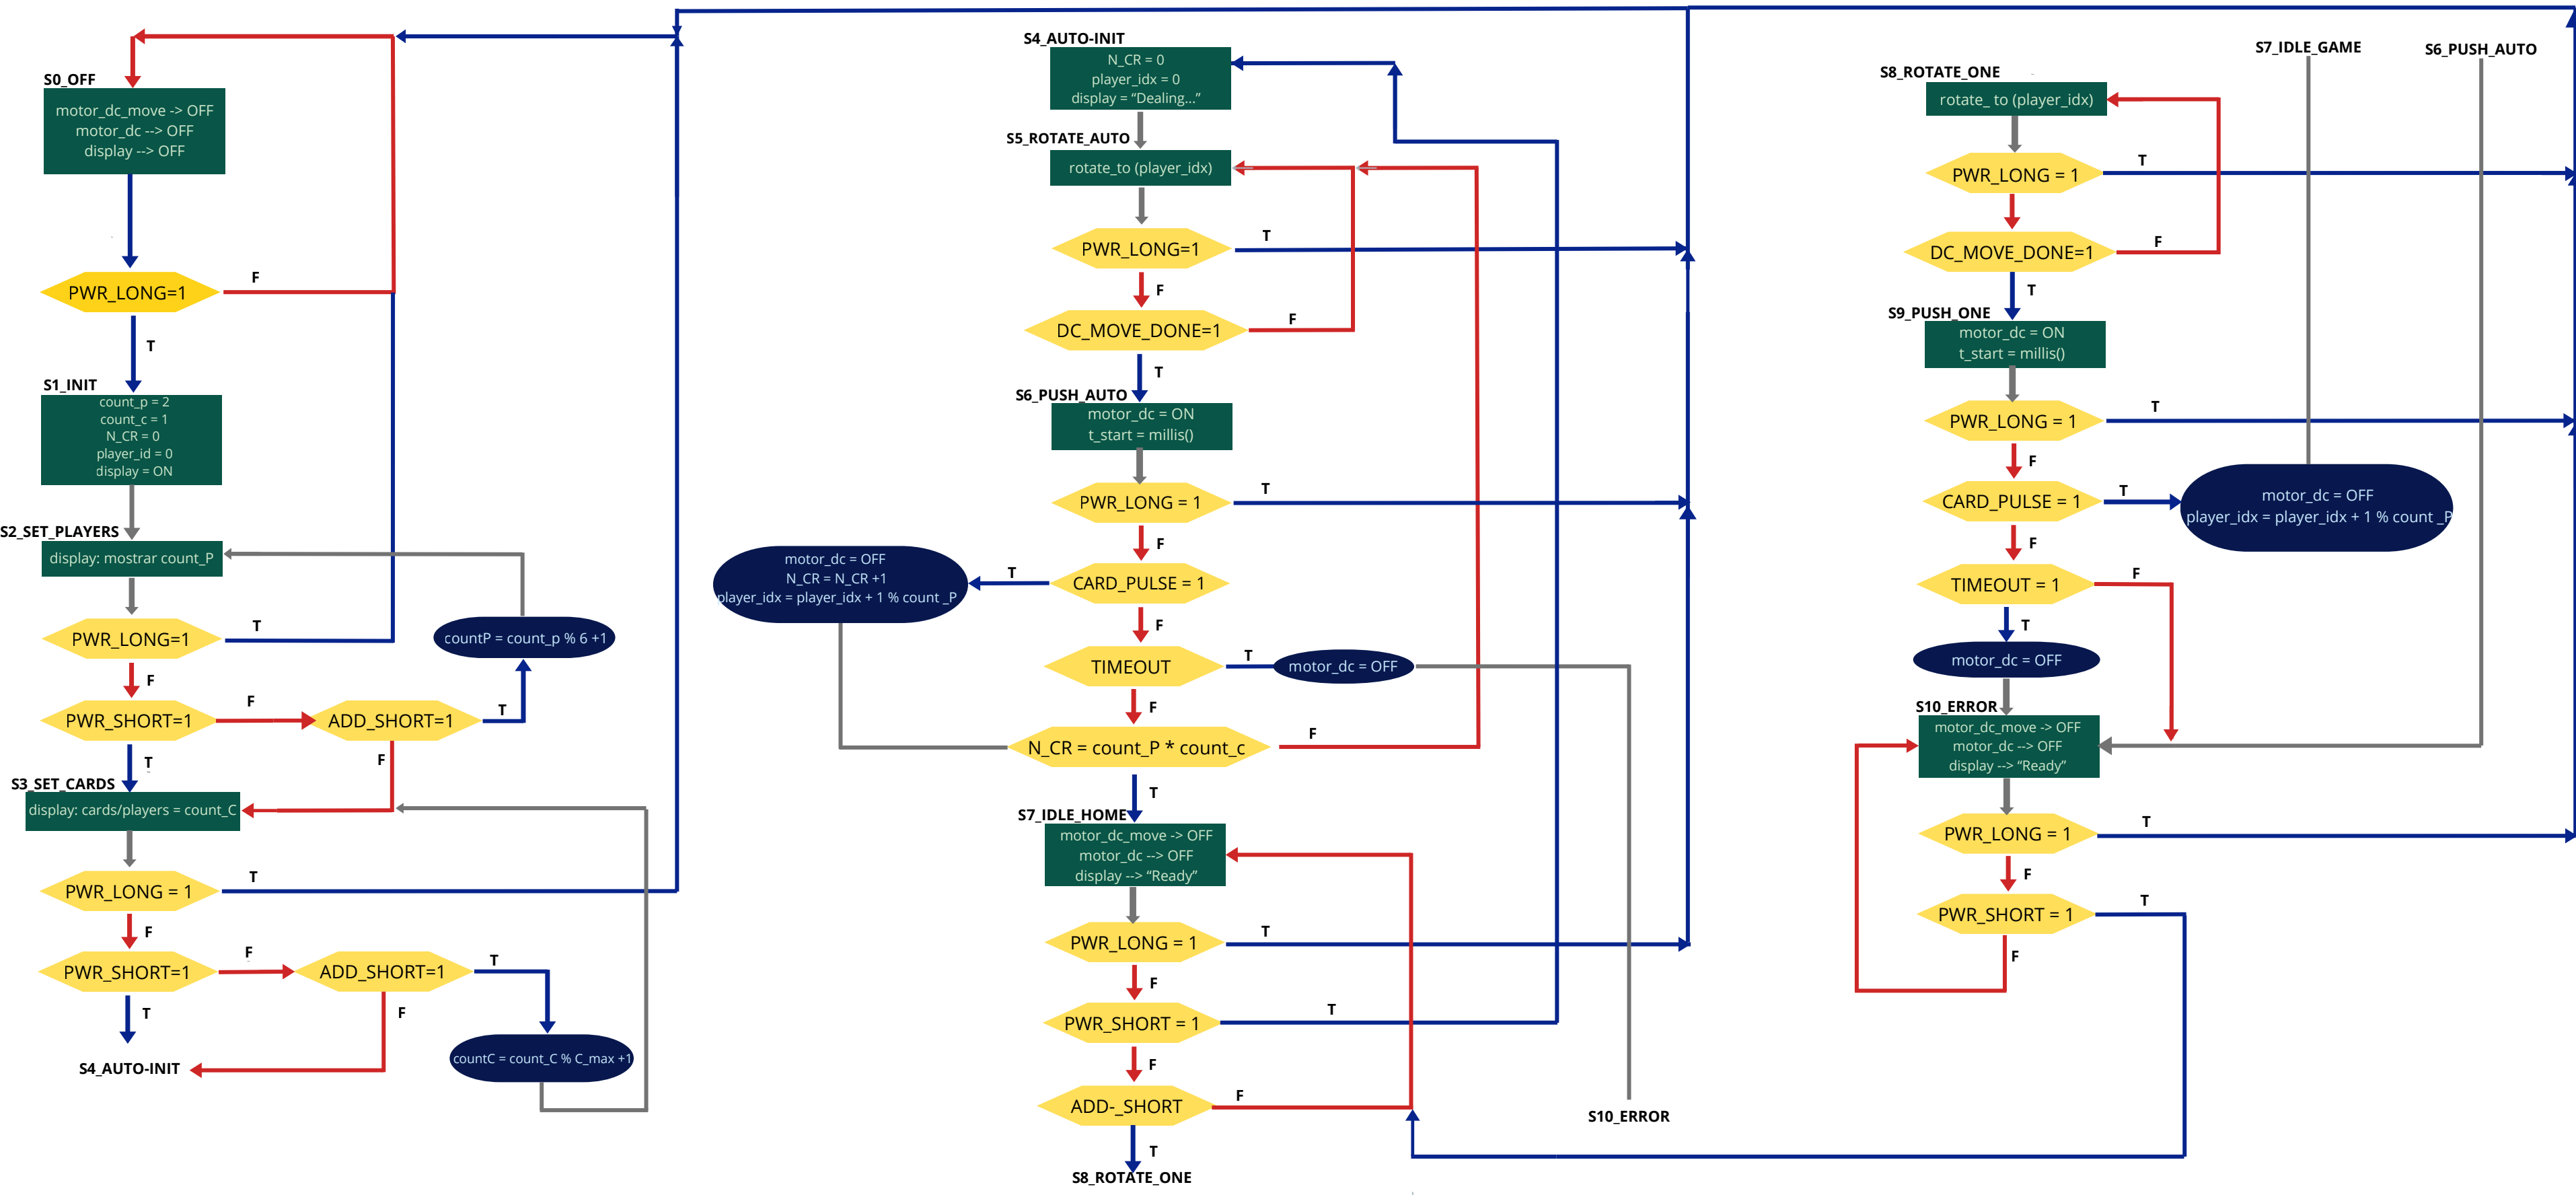 S0_OFF
motor_dc_move -> OFF
motor_dc --> OFF
display --> OFF
PWR_LONG=1
F
T
S1_INIT
count_p = 2
count_c = 1
N_CR = 0
player_id = 0
display = ON
S2_SET_PLAYERS
display: mostrar count_P
PWR_LONG=1
T
countP = count_p % 6 +1
F
PWR_SHORT=1
F
ADD_SHORT=1
T
T
F
S3_SET_CARDS
display: cards/players = count_C
PWR_LONG = 1
T
F
PWR_SHORT=1
F
ADD_SHORT=1
T
T
F
countC = count_C % C_max +1
S4_AUTO-INIT
S4_AUTO-INIT
N_CR = 0
player_idx = 0
display = “Dealing...”
S5_ROTATE_AUTO
rotate_to (player_idx)
PWR_LONG=1
T
F
DC_MOVE_DONE=1
F
T
S6_PUSH_AUTO
motor_dc = ON
t_start = millis()
PWR_LONG = 1
T
F
CARD_PULSE = 1
T
motor_dc = OFF
N_CR = N_CR +1
player_idx = player_idx + 1 % count _P
F
TIMEOUT
T
motor_dc = OFF
F
N_CR = count_P * count_c
F
T
S7_IDLE_HOME
motor_dc_move -> OFF
motor_dc --> OFF
display --> “Ready”
PWR_LONG = 1
T
F
PWR_SHORT = 1
T
F
ADD-_SHORT
F
T
S8_ROTATE_ONE
S10_ERROR
S8_ROTATE_ONE
rotate_ to (player_idx)
PWR_LONG = 1
T
DC_MOVE_DONE=1
F
T
S9_PUSH_ONE
motor_dc = ON
t_start = millis()
PWR_LONG = 1
T
F
CARD_PULSE = 1
T
S7_IDLE_GAME
motor_dc = OFF
player_idx = player_idx + 1 % count _P
F
TIMEOUT = 1
F
T
motor_dc = OFF
S6_PUSH_AUTO
S10_ERROR
motor_dc_move -> OFF
motor_dc --> OFF
display --> “Ready”
PWR_LONG = 1
T
F
PWR_SHORT = 1
T
F